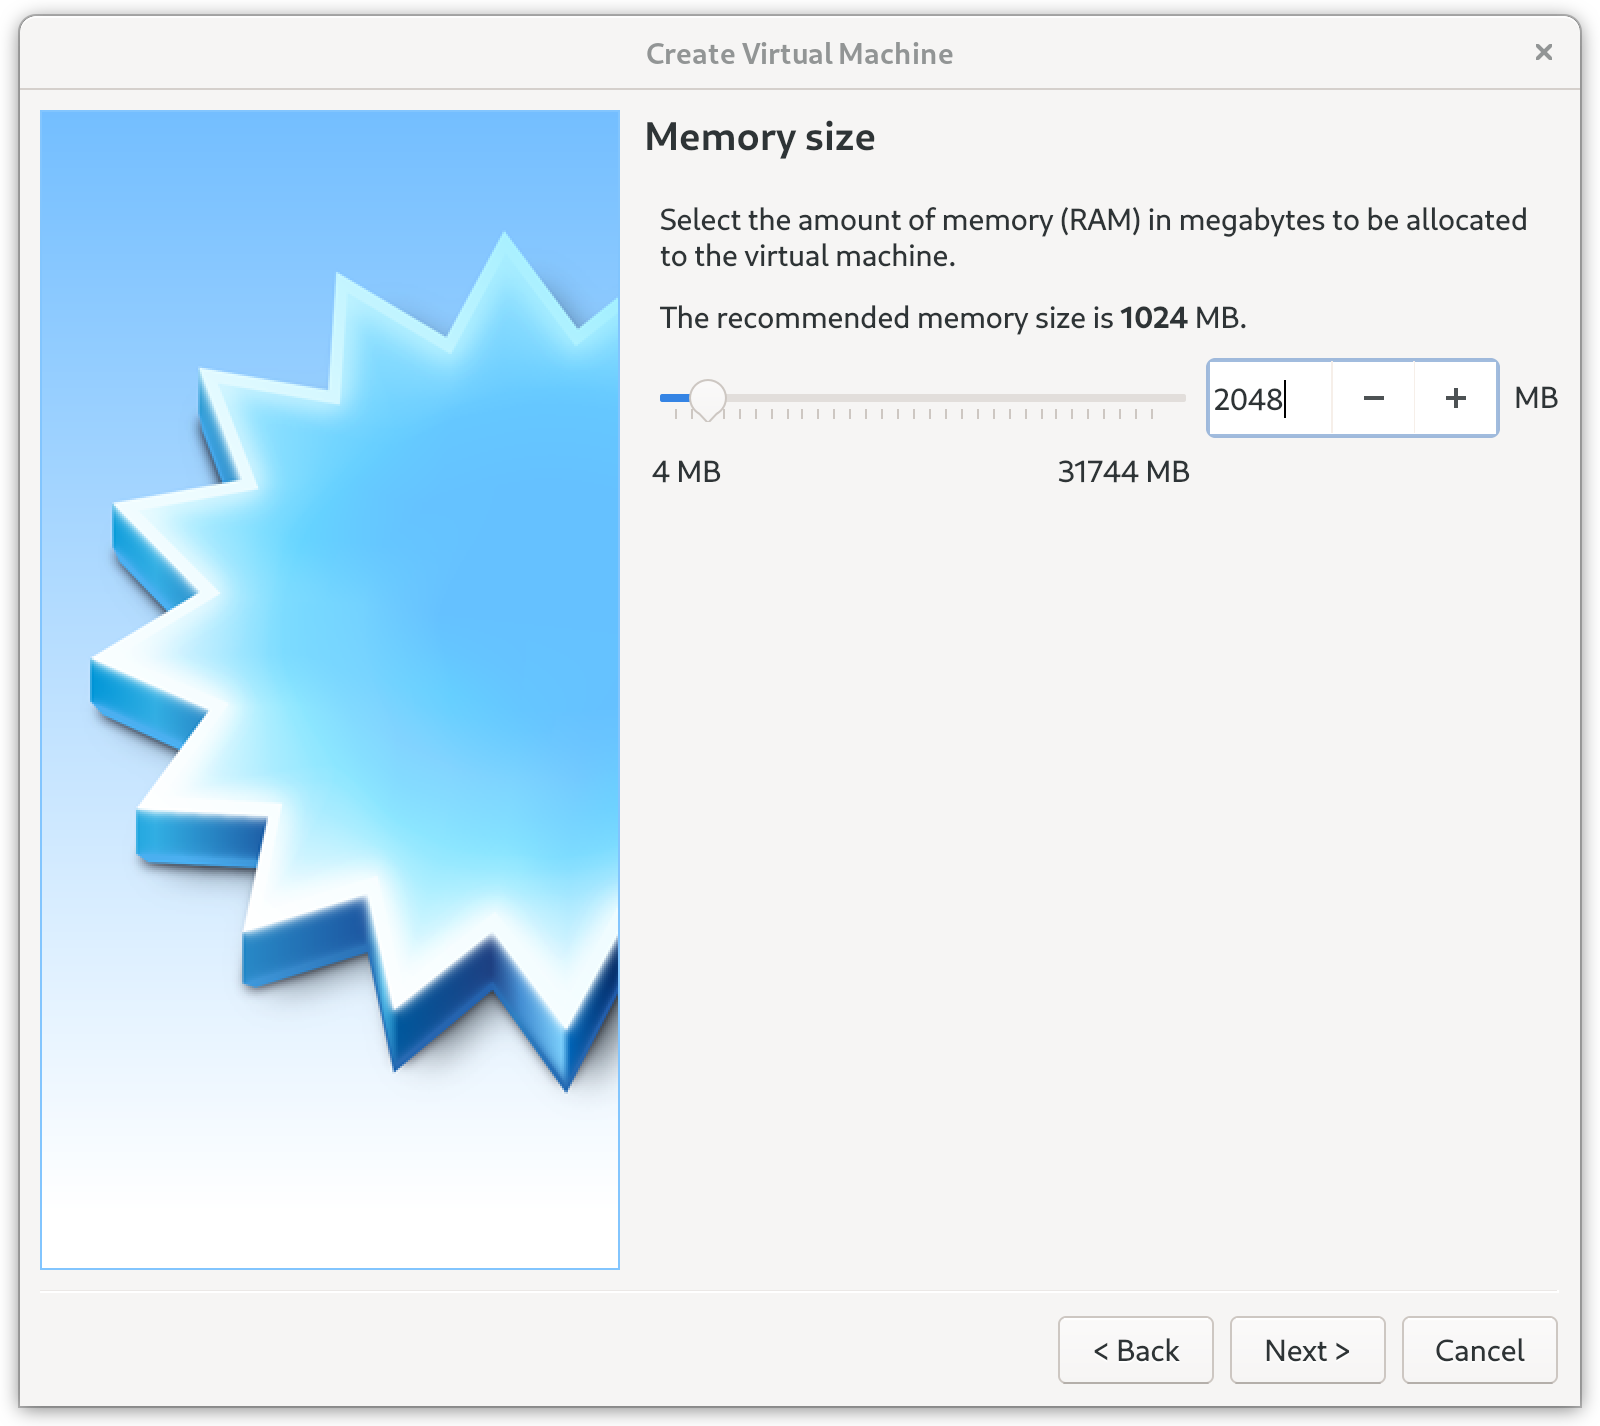 Create Virtual Machine
Memory size
Select the amount of memory (RAM) in megabytes to be allocated
to the virtual machine.
The recommended memory size is 1024 MB.
2048
MB
4 MB
31744 MB
< Back
Next >
Cancel